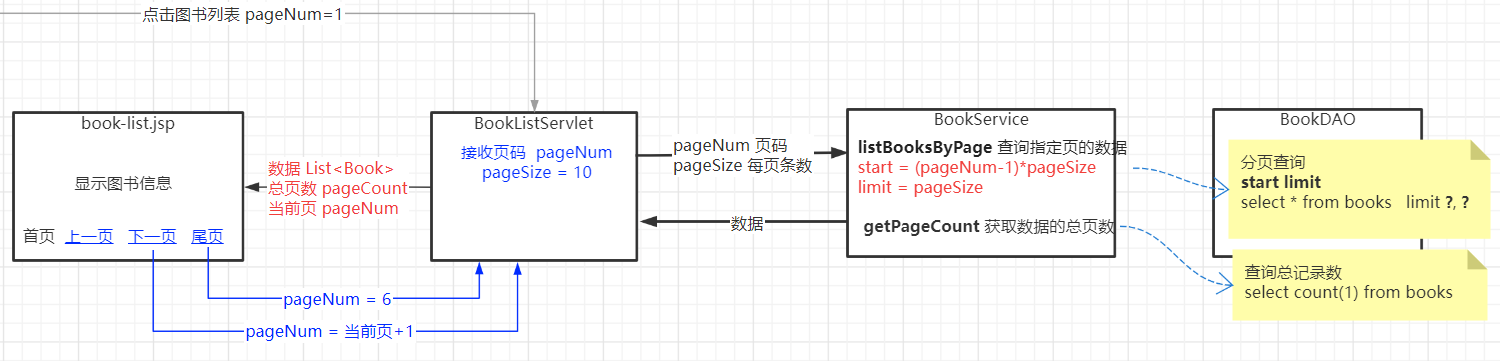 点击图书列表 pageNum=1
book-list.jsp
显示图书信息
首页 上一页 下一页 尾页
数据 List<Book>
总页数 pageCount
当前页 pageNum
BookListServlet
接收页码 pageNum
pageSize = 10
pageNum = 6
pageNum = 当前页+1
pageNum 页码
pageSize 每页条数
数据
BookService
listBooksByPage 查询指定页的数据
start = (pageNum-1)*pageSize
limit = pageSize
getPageCount 获取数据的总页数
BookDAO
分页查询
start limit
select * from books limit ?, ?
查询总记录数
select count(1) from books